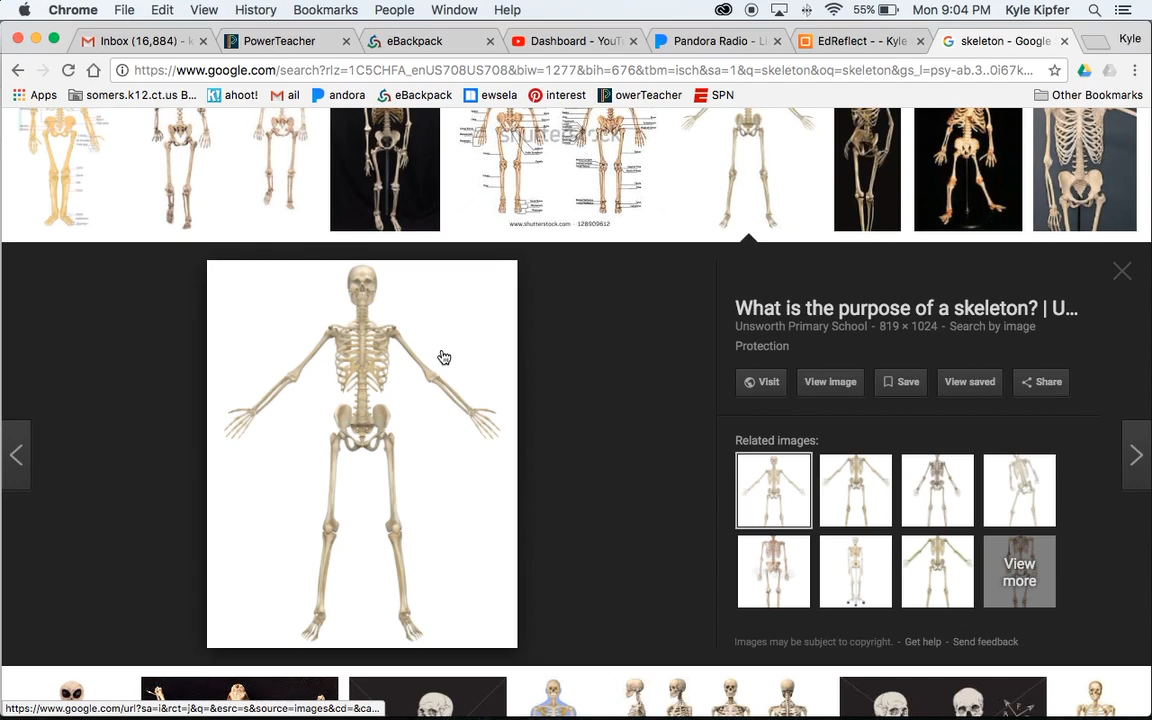 Chrome File Edit View History Bookmarks People Window Help 55% Mon 9:04 PM Kyle Kipfer
Inbox (16,884) - k PowerTeacher eBackpack Dashboard - YouTu Pandora Radio - Li EdReflect - - Kyle skeleton - Google Kyle
https://www.google.com/search?rlz=1C5CHFA_enUS708US708&biw=1277&bih=676&tbm=isch&sa=1&q=skeleton&oq=skeleton&gs_l=psy-ab.3...0i67k...
Apps somers.k12.ct.us B... ahoot! ail andora eBackpack ewsela interest owerTeacher SPN Other Bookmarks
shutterstock
www.shutterstock.com · 128909612
What is the purpose of a skeleton? | U...
Unsworth Primary School - 819 × 1024 - Search by image
Protection
Visit View image Save View saved Share
Related images:
View more
Images may be subject to copyright. - Get help - Send feedback
https://www.google.com/url?sa=i&rct=j&q=&esrc=s&source=images&cd=&ca...